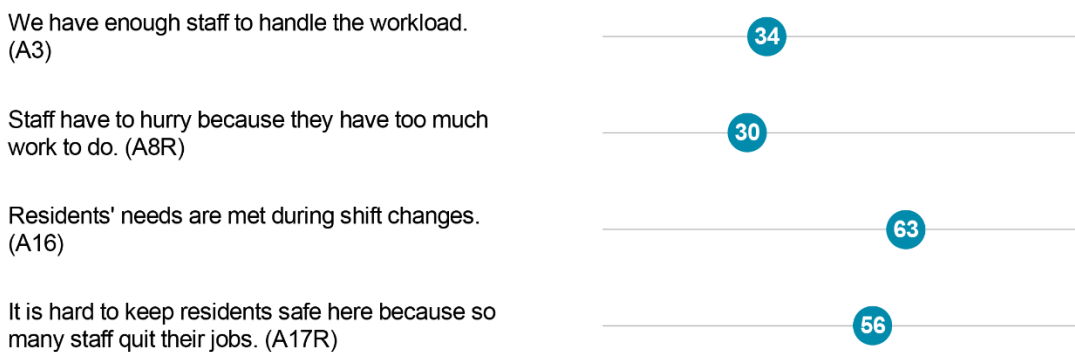 We have enough staff to handle the workload.
(A3)
34
Staff have to hurry because they have too much
work to do. (A8R)
30
Residents' needs are met during shift changes.
(A16)
63
It is hard to keep residents safe here because so
many staff quit their jobs. (A17R)
56